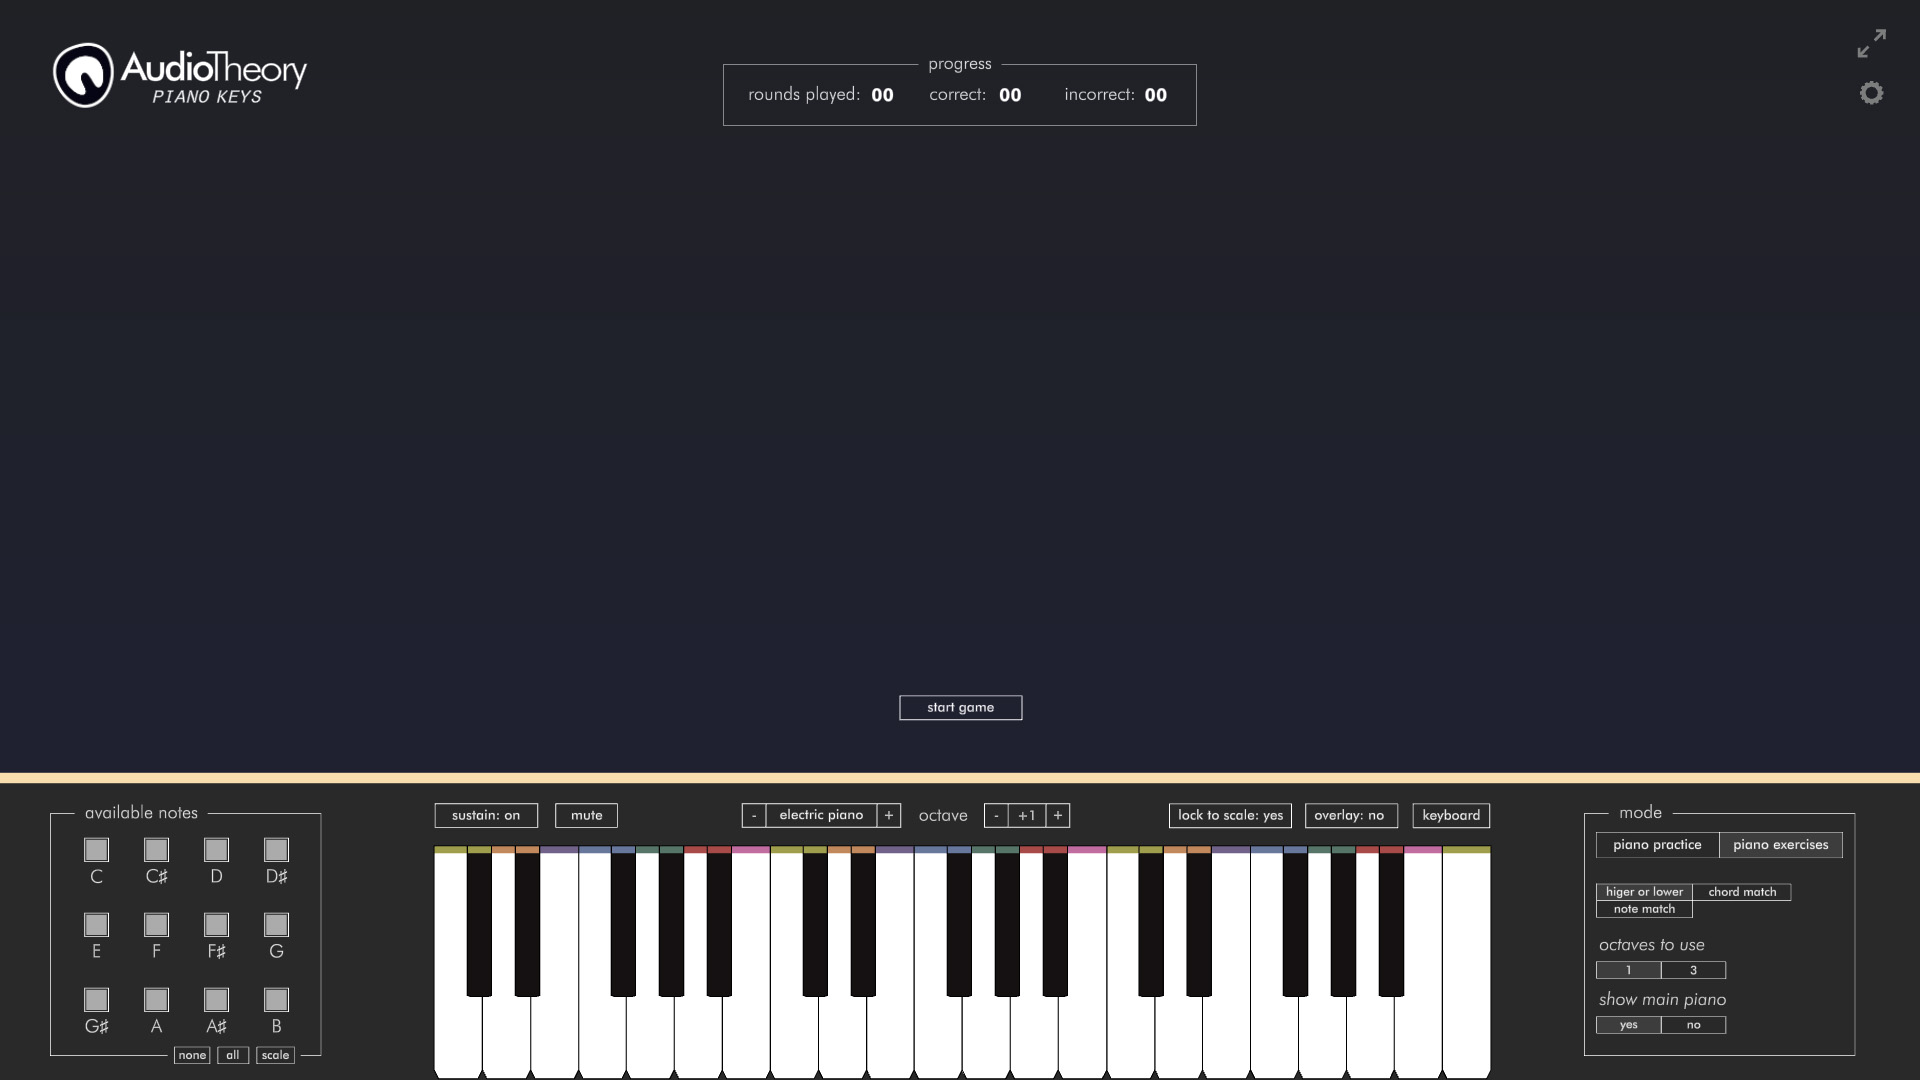 AudioTheory
PIANO KEYS
progress
rounds played: 00 correct: 00 incorrect: 00
start game
available notes
C C♯ D D♯
E F F♯ G
G♯ A A♯ B
none all scale
sustain: on mute - electric piano + octave - +1 + lock to scale: yes overlay: no keyboard
mode
piano practice piano exercises
higer or lower chord match
note match
octaves to use
1 3
show main piano
yes no